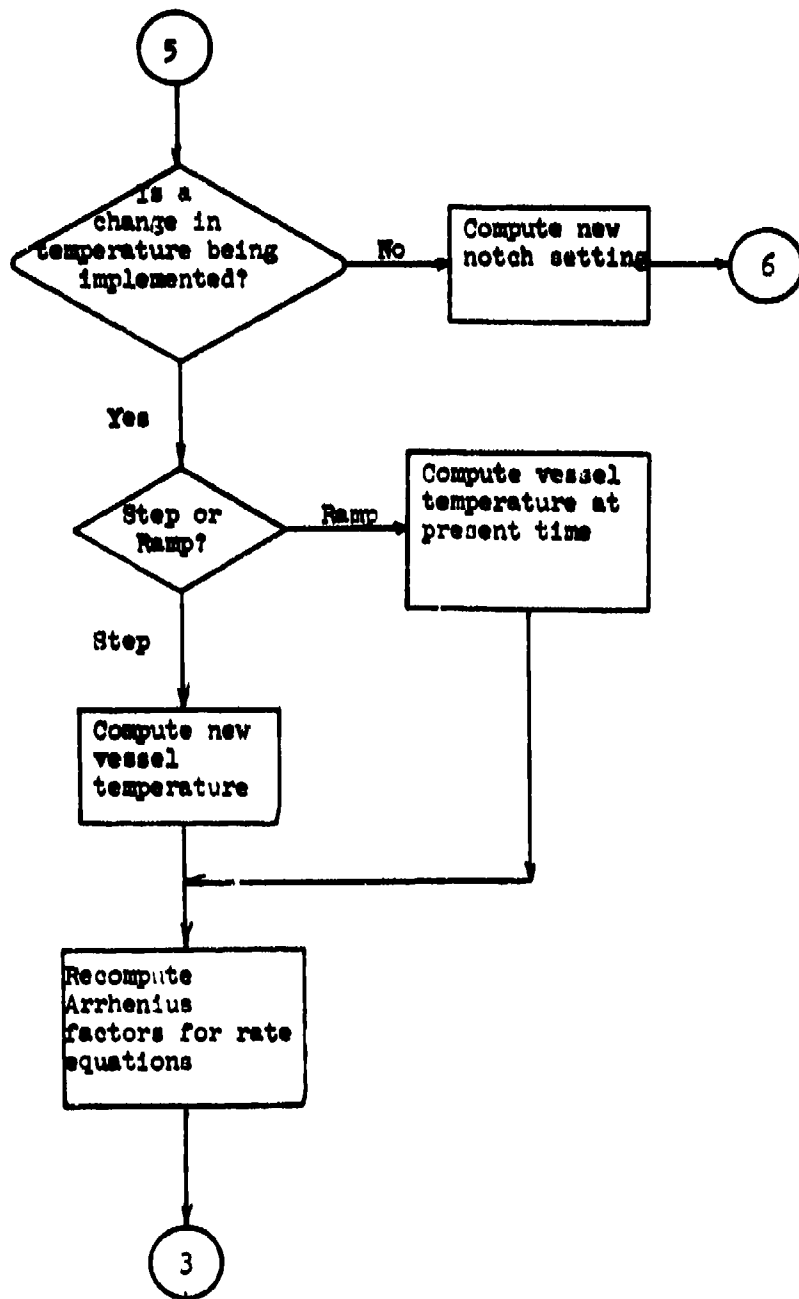 5
Is a
change in
temperature being
implemented?
No
Compute new
notch setting
6
Yes
Step or
Ramp?
Ramp
Compute vessel
temperature at
present time
Step
Compute new
vessel
temperature
Recompute
Arrhenius
factors for rate
equations
3